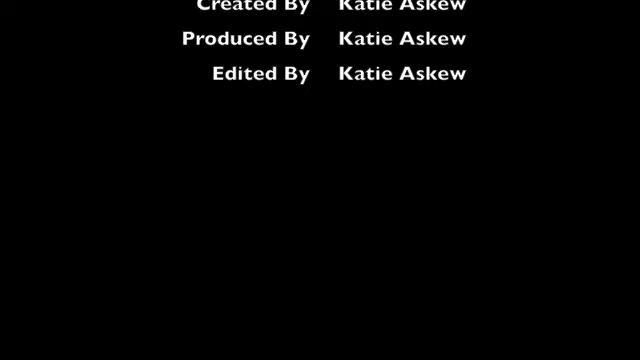 Created By Katie Askew
Produced By Katie Askew
Edited By Katie Askew